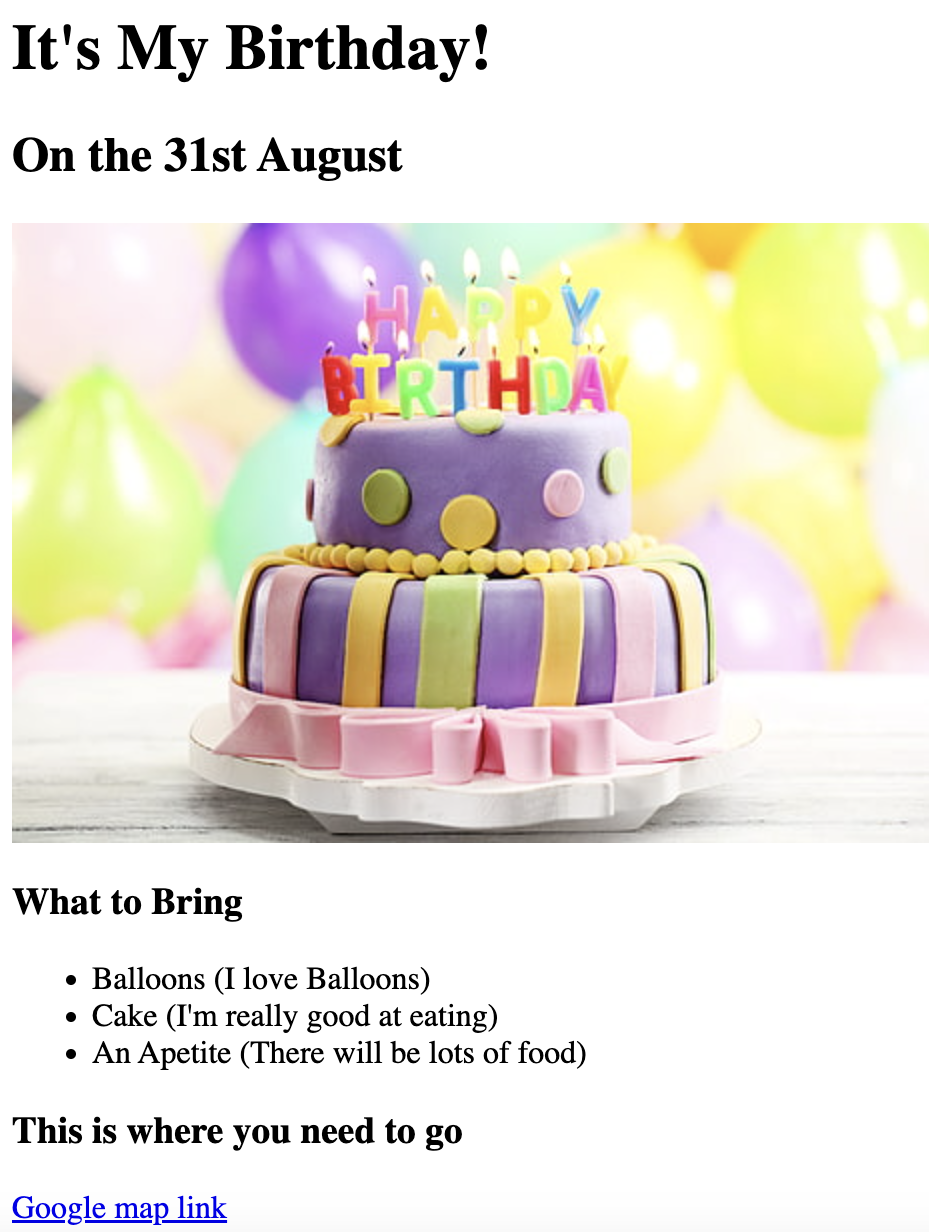 It's My Birthday!
On the 31st August
HAPPY
BIRTHDAY
What to Bring
Balloons (I love Balloons)
Cake (I'm really good at eating)
An Apetite (There will be lots of food)
This is where you need to go
Google map link